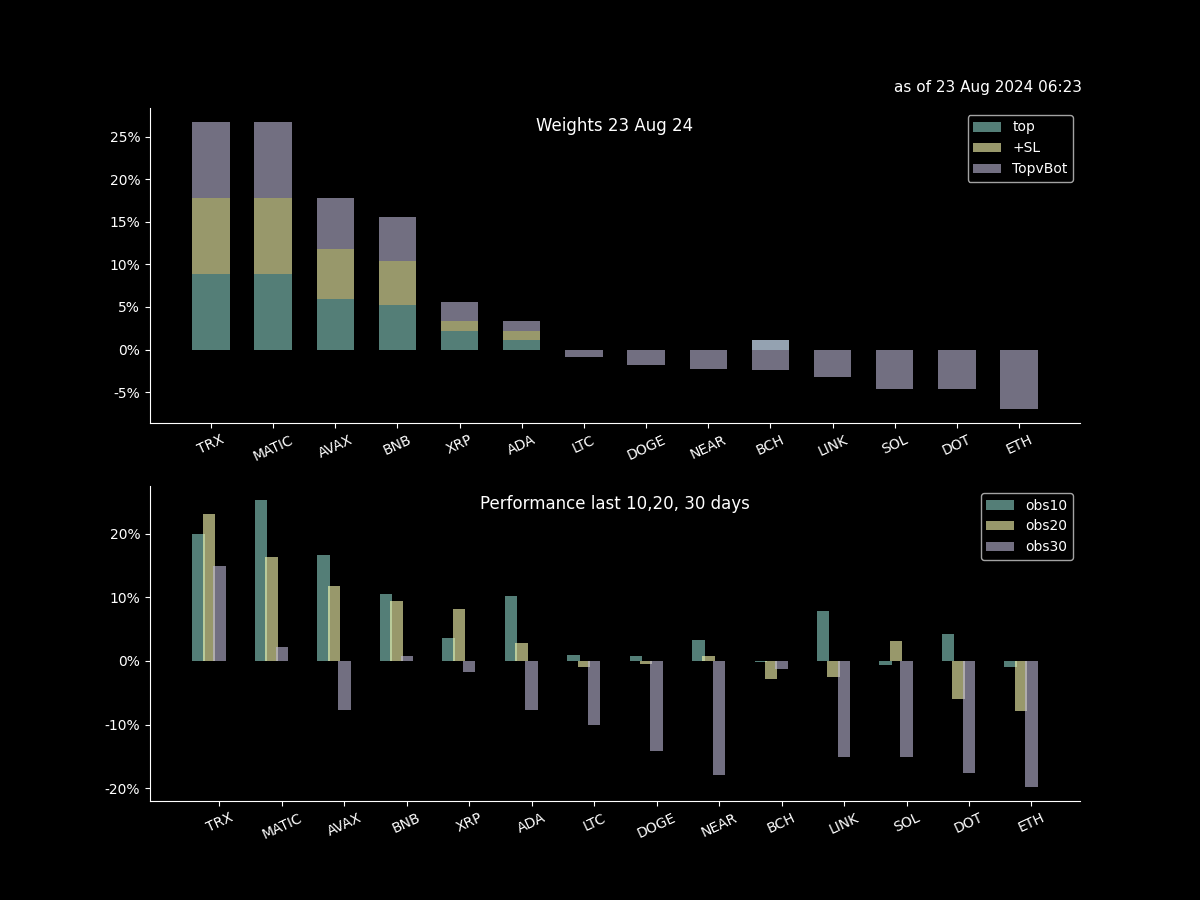 as of 23 Aug 2024 06:23
Weights 23 Aug 24
top
+SL
TopvBot
25%
20%
15%
10%
5%
0%
-5%
TRX MATIC AVAX BNB XRP ADA LTC DOGE NEAR BCH LINK SOL DOT ETH
Performance last 10,20, 30 days
obs10
obs20
obs30
20%
10%
0%
-10%
-20%
TRX MATIC AVAX BNB XRP ADA LTC DOGE NEAR BCH LINK SOL DOT ETH